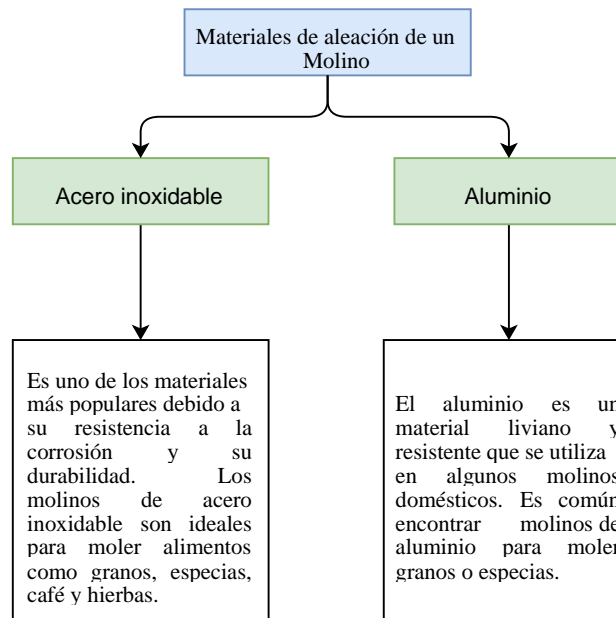 Materiales de aleación de un
Molino
Acero inoxidable
Aluminio
Es uno de los materiales
más populares debido a
su resistencia a la
corrosión y su
durabilidad. Los
molinos de acero
inoxidable son ideales
para moler alimentos
como granos, especias,
café y hierbas.
El aluminio es un
material liviano y
resistente que se utiliza
en algunos molinos
domésticos. Es común
encontrar molinos de
aluminio para moler
granos o especias.